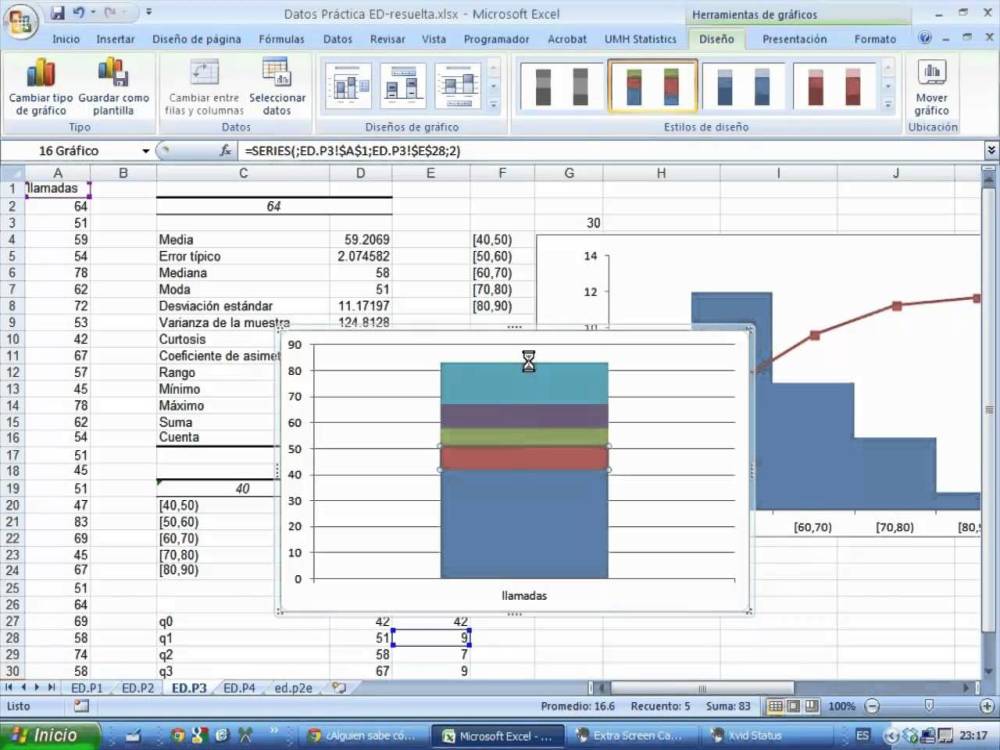 Datos Práctica ED-resuelta.xlsx - Microsoft Excel
Herramientas de gráficos
Inicio Insertar Diseño de página Fórmulas Datos Revisar Vista Programador Acrobat UMH Statistics Diseño Presentación Formato
Cambiar tipo de gráfico
Guardar como plantilla
Cambiar entre filas y columnas
Seleccionar datos
Mover gráfico
Tipo Datos Diseños de gráfico Estilos de diseño Ubicación
16 Gráfico fx =SERIES(;ED.P3!$A$1;ED.P3!$E$28;2)
A B C D E F G H I J
1 llamadas
2 64 64
3 51 30
4 59 Media 59.2069 [40,50)
5 54 Error típico 2.074582 [50,60)
6 78 Mediana 58 [60,70)
7 62 Moda 51 [70,80)
8 72 Desviación estándar 11.17197 [80,90)
9 53 Varianza de la muestra 124.8128
10 42 Curtosis
11 67 Coeficiente de asimet
12 57 Rango
13 45 Mínimo
14 78 Máximo
15 62 Suma
16 54 Cuenta
17 51
18 45
19 51 40
20 47 [40,50)
21 83 [50,60)
22 69 [60,70)
23 45 [70,80)
24 67 [80,90)
25 51
26 64
27 69 q0 42 42
28 58 q1 51 9
29 74 q2 58 7
30 58 q3 67 9
14
12
10
[60,70) [70,80) [80,9
90
80
70
60
50
40
30
20
10
0
llamadas
ED.P1 ED.P2 ED.P3 ED.P4 ed.p2e
Listo Promedio: 16.6 Recuento: 5 Suma: 83 100%
Inicio ¿Alguien sabe có... Microsoft Excel - ... Extra Screen Ca... Xvid Status ES 23:17